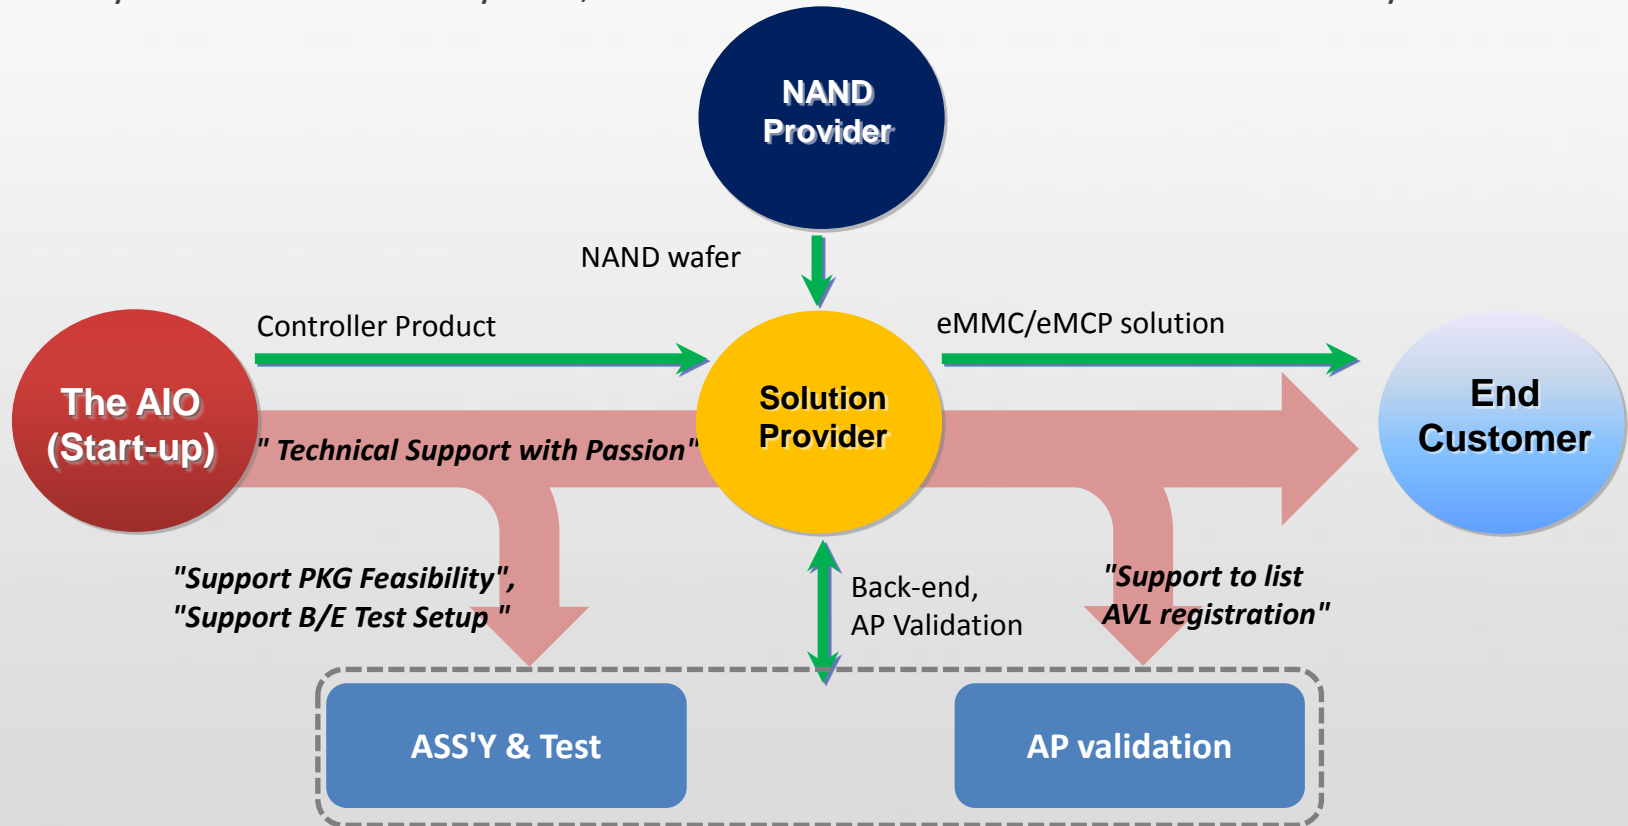 NAND
Provider
NAND wafer
Controller Product
eMMC/eMCP solution
The AIO
(Start-up)
" Technical Support with Passion"
Solution
Provider
End
Customer
"Support PKG Feasibility",
"Support B/E Test Setup "
Back-end,
AP Validation
"Support to list
AVL registration"
ASS'Y & Test
AP validation